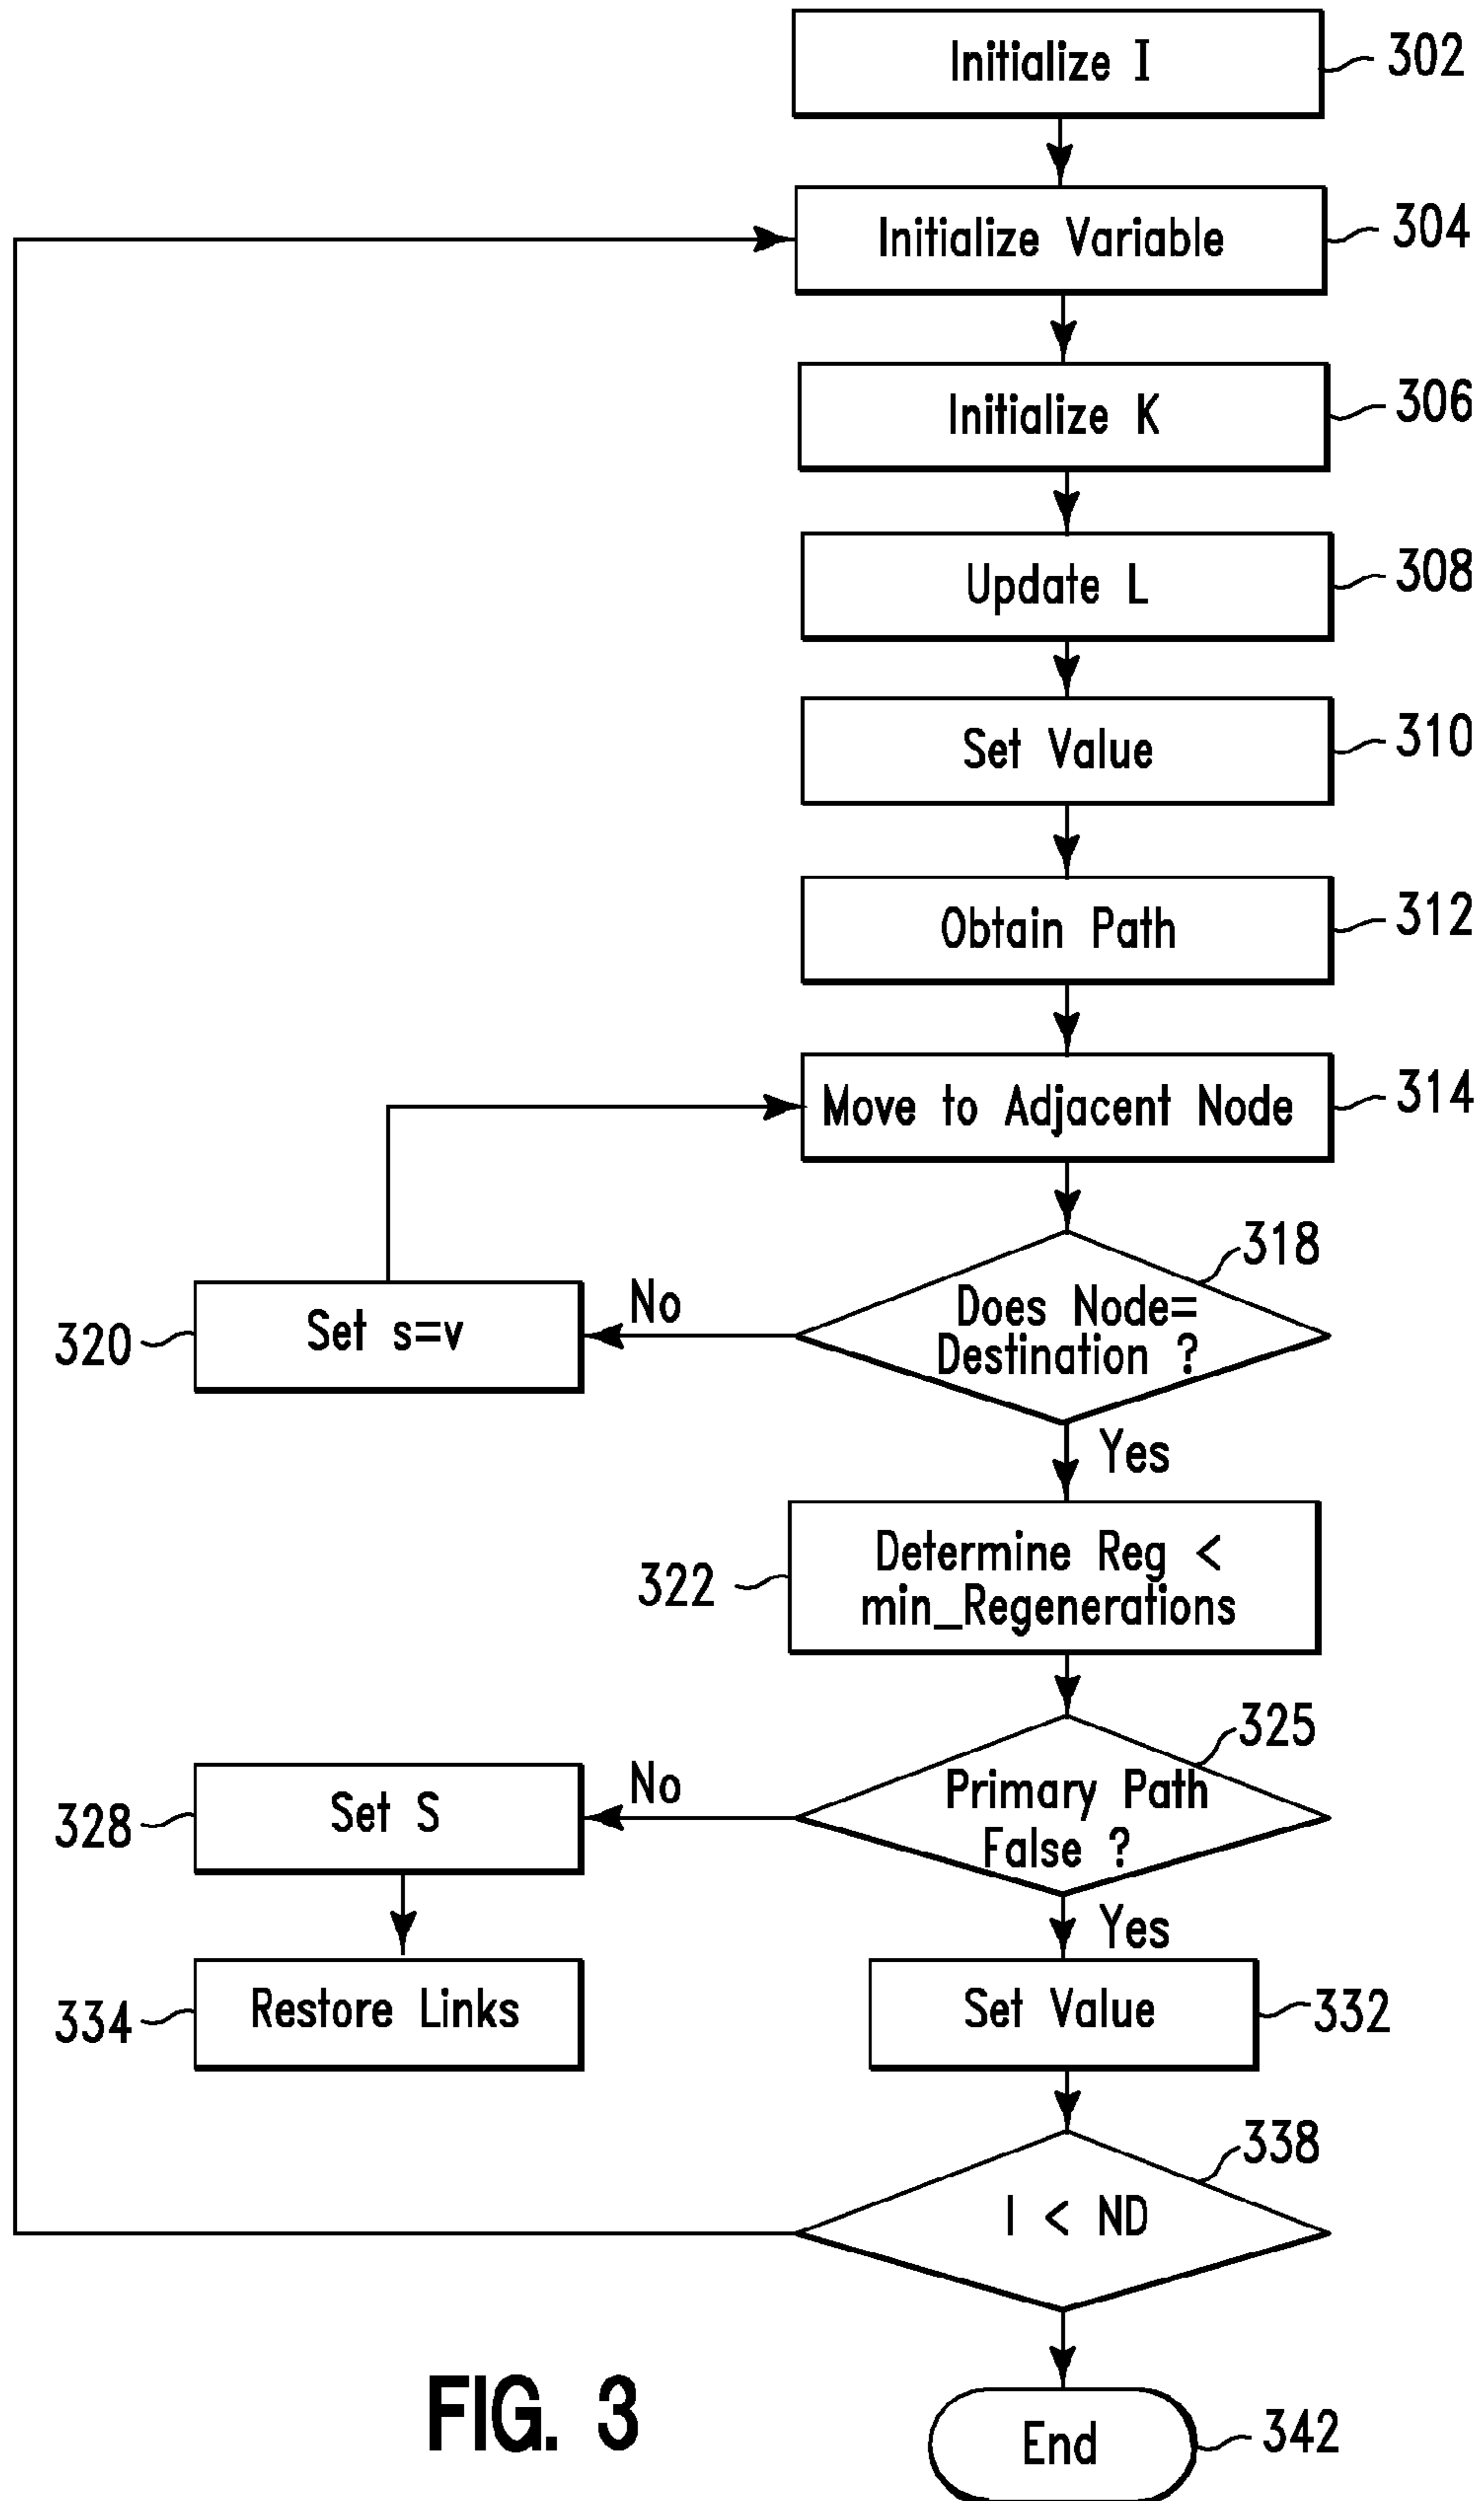 Initialize I
302
Initialize Variable
304
Initialize K
306
Update L
308
Set Value
310
Obtain Path
312
Move to Adjacent Node
314
318
Does Node=
Destination ?
No
Set s=v
320
Yes
Determine Reg <
min_Regenerations
322
325
Primary Path
False ?
No
Set S
328
Yes
Restore Links
334
Set Value
332
338
I < ND
FIG. 3
End
342